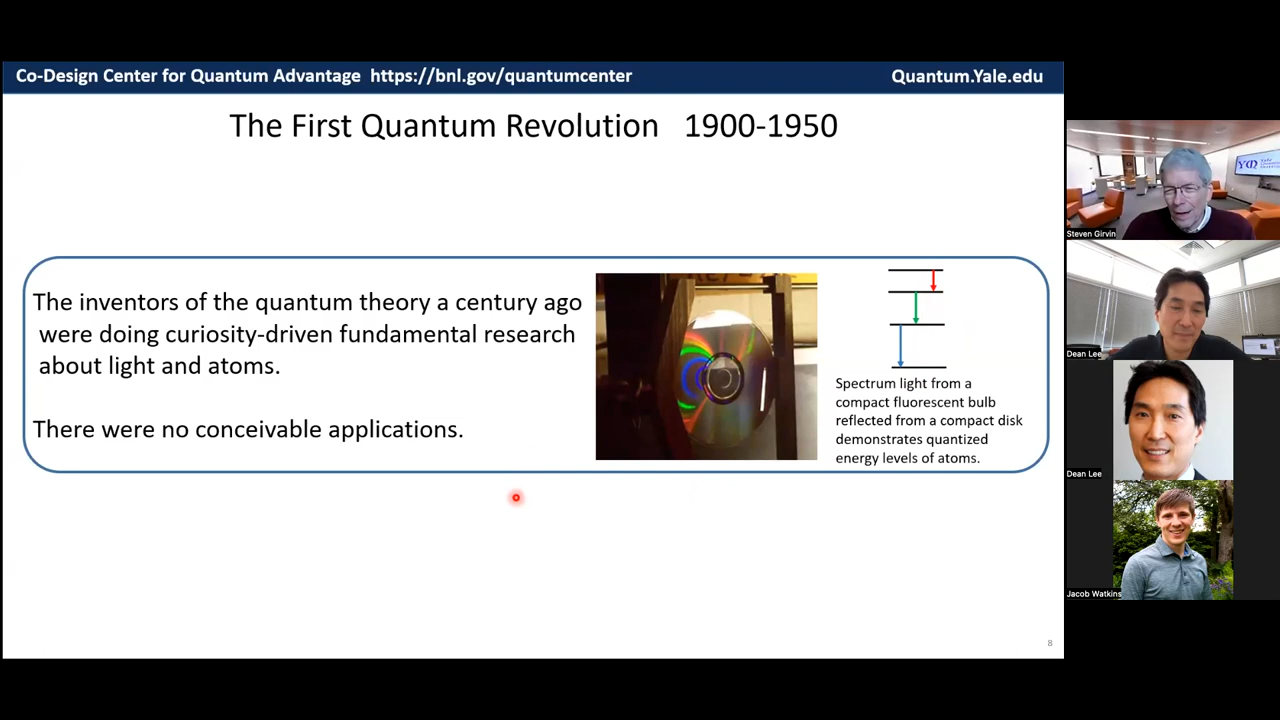 Co-Design Center for Quantum Advantage https://bnl.gov/quantumcenter
Quantum.Yale.edu
The First Quantum Revolution 1900-1950
The inventors of the quantum theory a century ago
were doing curiosity-driven fundamental research
about light and atoms.
There were no conceivable applications.
Spectrum light from a
compact fluorescent bulb
reflected from a compact disk
demonstrates quantized
energy levels of atoms.
8
Steven Girvin
Dean Lee
Dean Lee
Jacob Watkins